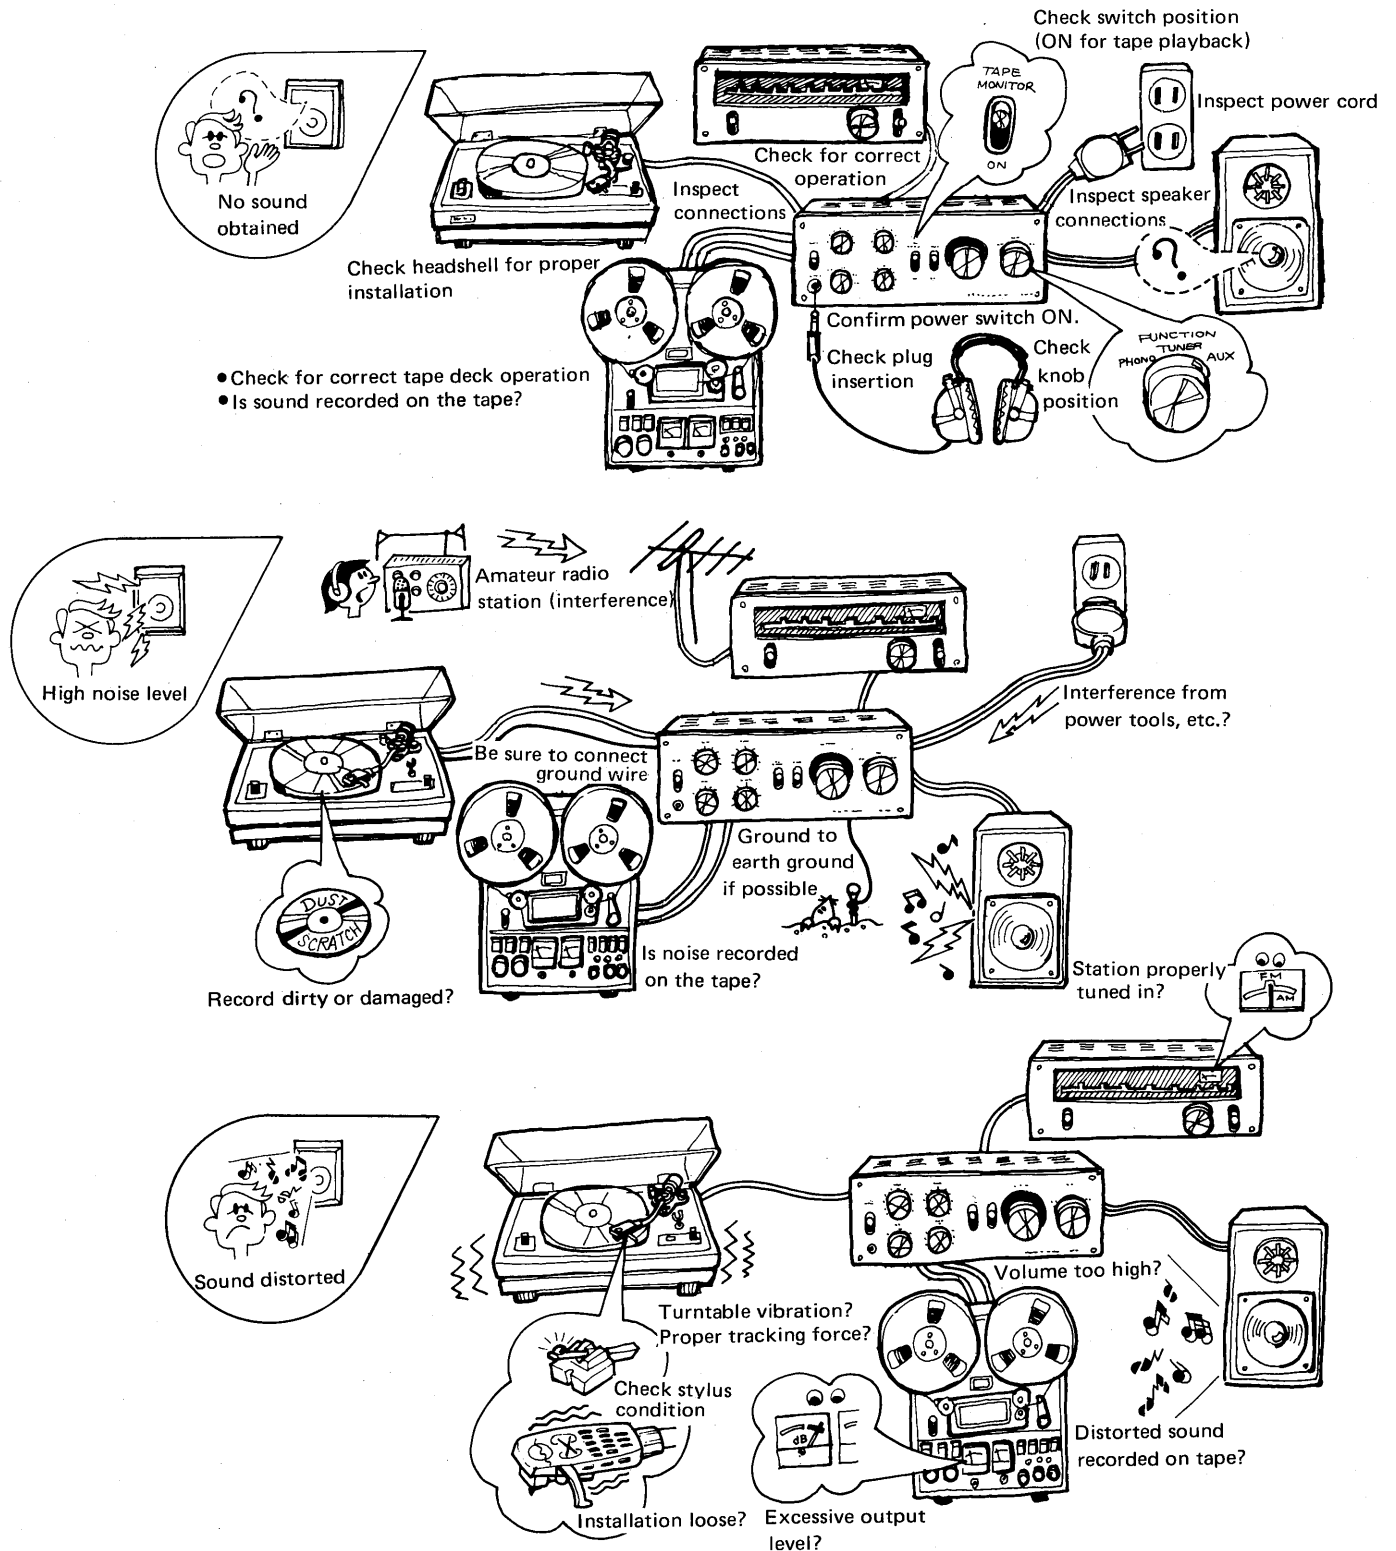 Check switch position
(ON for tape playback)
TAPE
MONITOR
ON
Inspect power cord
Check for correct
operation
No sound
obtained
Inspect
connections
Inspect speaker
connections
?
?
Check headshell for proper
installation
Confirm power switch ON.
Check plug
insertion
Check
knob
position
FUNCTION
TUNER
PHONO
AUX
•Check for correct tape deck operation
•Is sound recorded on the tape?
Amateur radio
station (interference)
High noise level
Interference from
power tools, etc.?
Be sure to connect
ground wire
Ground to
earth ground
if possible
DUST
SCRATCH
Is noise recorded
on the tape?
Record dirty or damaged?
Station properly
tuned in?
FM
AM
Sound distorted
Volume too high?
Turntable vibration?
Proper tracking force?
Check stylus
condition
dB
Distorted sound
recorded on tape?
Installation loose?
Excessive output
level?